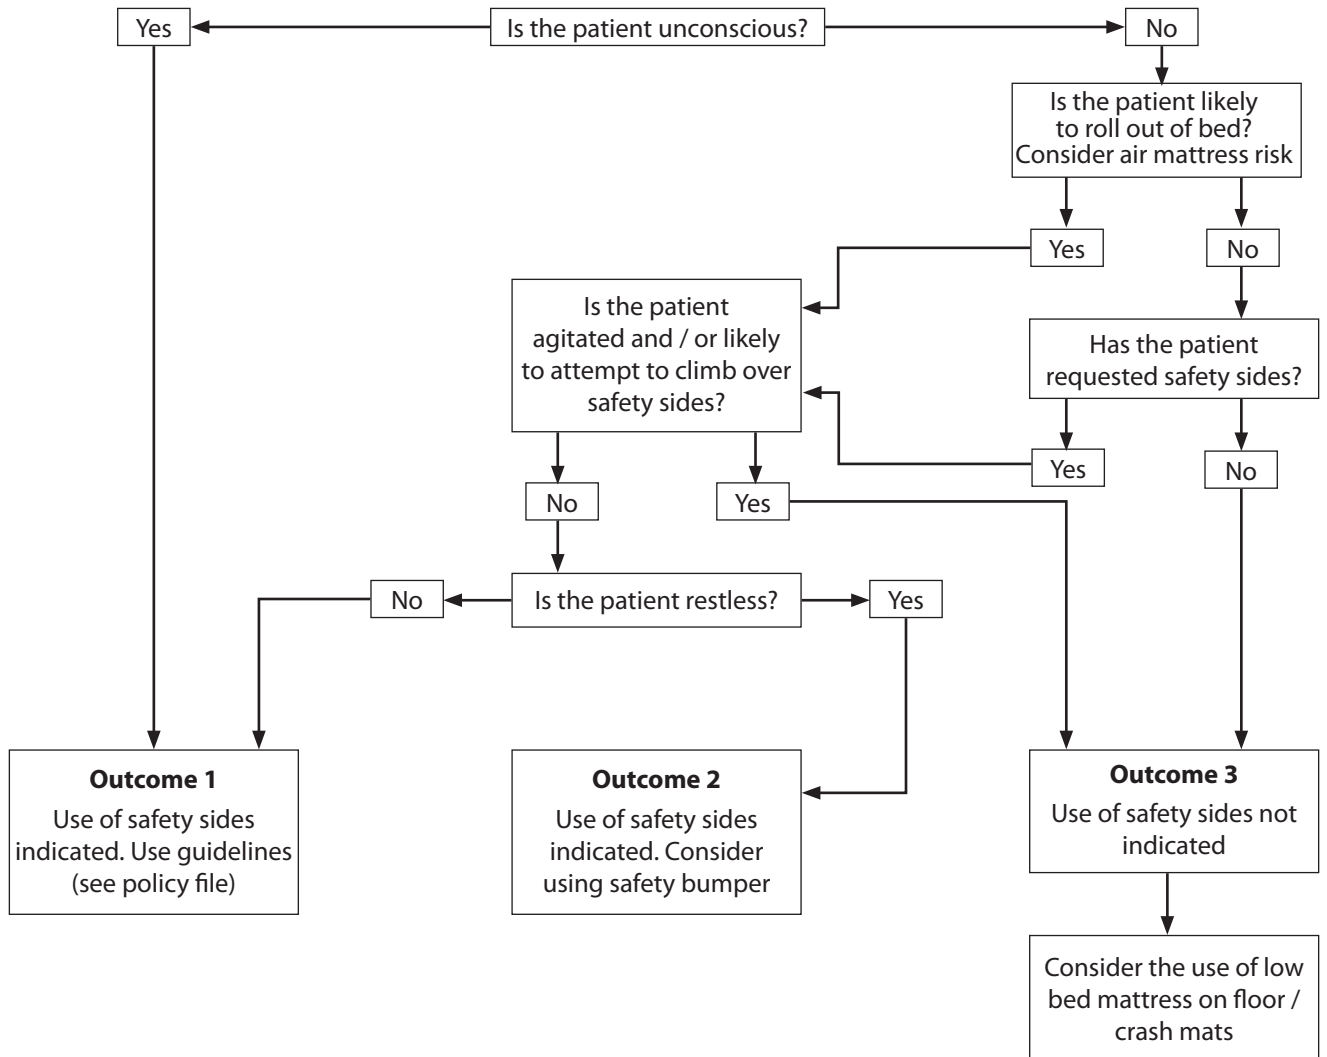 Yes
Is the patient unconscious?
No
Is the patient likely
to roll out of bed?
Consider air mattress risk
Yes
No
Is the patient
agitated and / or likely
to attempt to climb over
safety sides?
Has the patient
requested safety sides?
Yes
No
No
Yes
No
Is the patient restless?
Yes
Outcome 1
Use of safety sides
indicated. Use guidelines
(see policy file)
Outcome 2
Use of safety sides
indicated. Consider
using safety bumper
Outcome 3
Use of safety sides not
indicated
Consider the use of low
bed mattress on floor /
crash mats